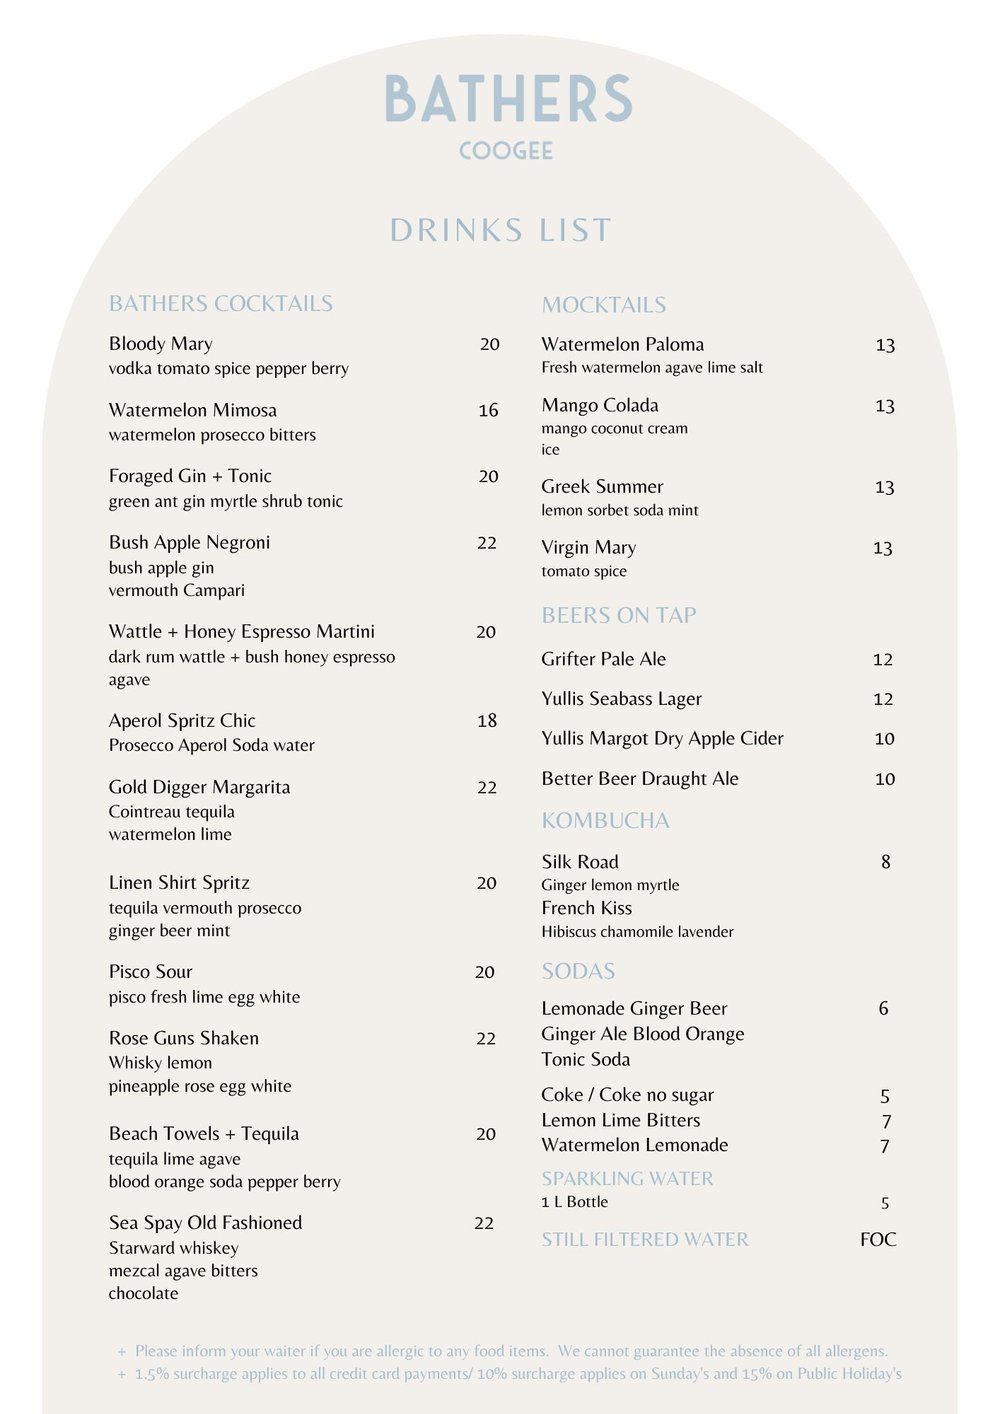 BATHERS
COOGEE
DRINKS LIST
BATHERS COCKTAILS
Bloody Mary 20
vodka tomato spice pepper berry
Watermelon Mimosa 16
watermelon prosecco bitters
Foraged Gin + Tonic 20
green ant gin myrtle shrub tonic
Bush Apple Negroni 22
bush apple gin
vermouth Campari
Wattle + Honey Espresso Martini 20
dark rum wattle + bush honey espresso
agave
Aperol Spritz Chic 18
Prosecco Aperol Soda water
Gold Digger Margarita 22
Cointreau tequila
watermelon lime
Linen Shirt Spritz 20
tequila vermouth prosecco
ginger beer mint
Pisco Sour 20
pisco fresh lime egg white
Rose Guns Shaken 22
Whisky lemon
pineapple rose egg white
Beach Towels + Tequila 20
tequila lime agave
blood orange soda pepper berry
Sea Spay Old Fashioned 22
Starward whiskey
mezcal agave bitters
chocolate
MOCKTAILS
Watermelon Paloma 13
Fresh watermelon agave lime salt
Mango Colada 13
mango coconut cream
ice
Greek Summer 13
lemon sorbet soda mint
Virgin Mary 13
tomato spice
BEERS ON TAP
Grifter Pale Ale 12
Yullis Seabass Lager 12
Yullis Margot Dry Apple Cider 10
Better Beer Draught Ale 10
KOMBUCHA
Silk Road 8
Ginger lemon myrtle
French Kiss
Hibiscus chamomile lavender
SODAS
Lemonade Ginger Beer 6
Ginger Ale Blood Orange
Tonic Soda
Coke / Coke no sugar 5
Lemon Lime Bitters 7
Watermelon Lemonade 7
SPARKLING WATER
1 L Bottle 5
STILL FILTERED WATER FOC
+ Please inform your waiter if you are allergic to any food items. We cannot guarantee the absence of all allergens.
+ 1.5% surcharge applies to all credit card payments/ 10% surcharge applies on Sunday's and 15% on Public Holiday's